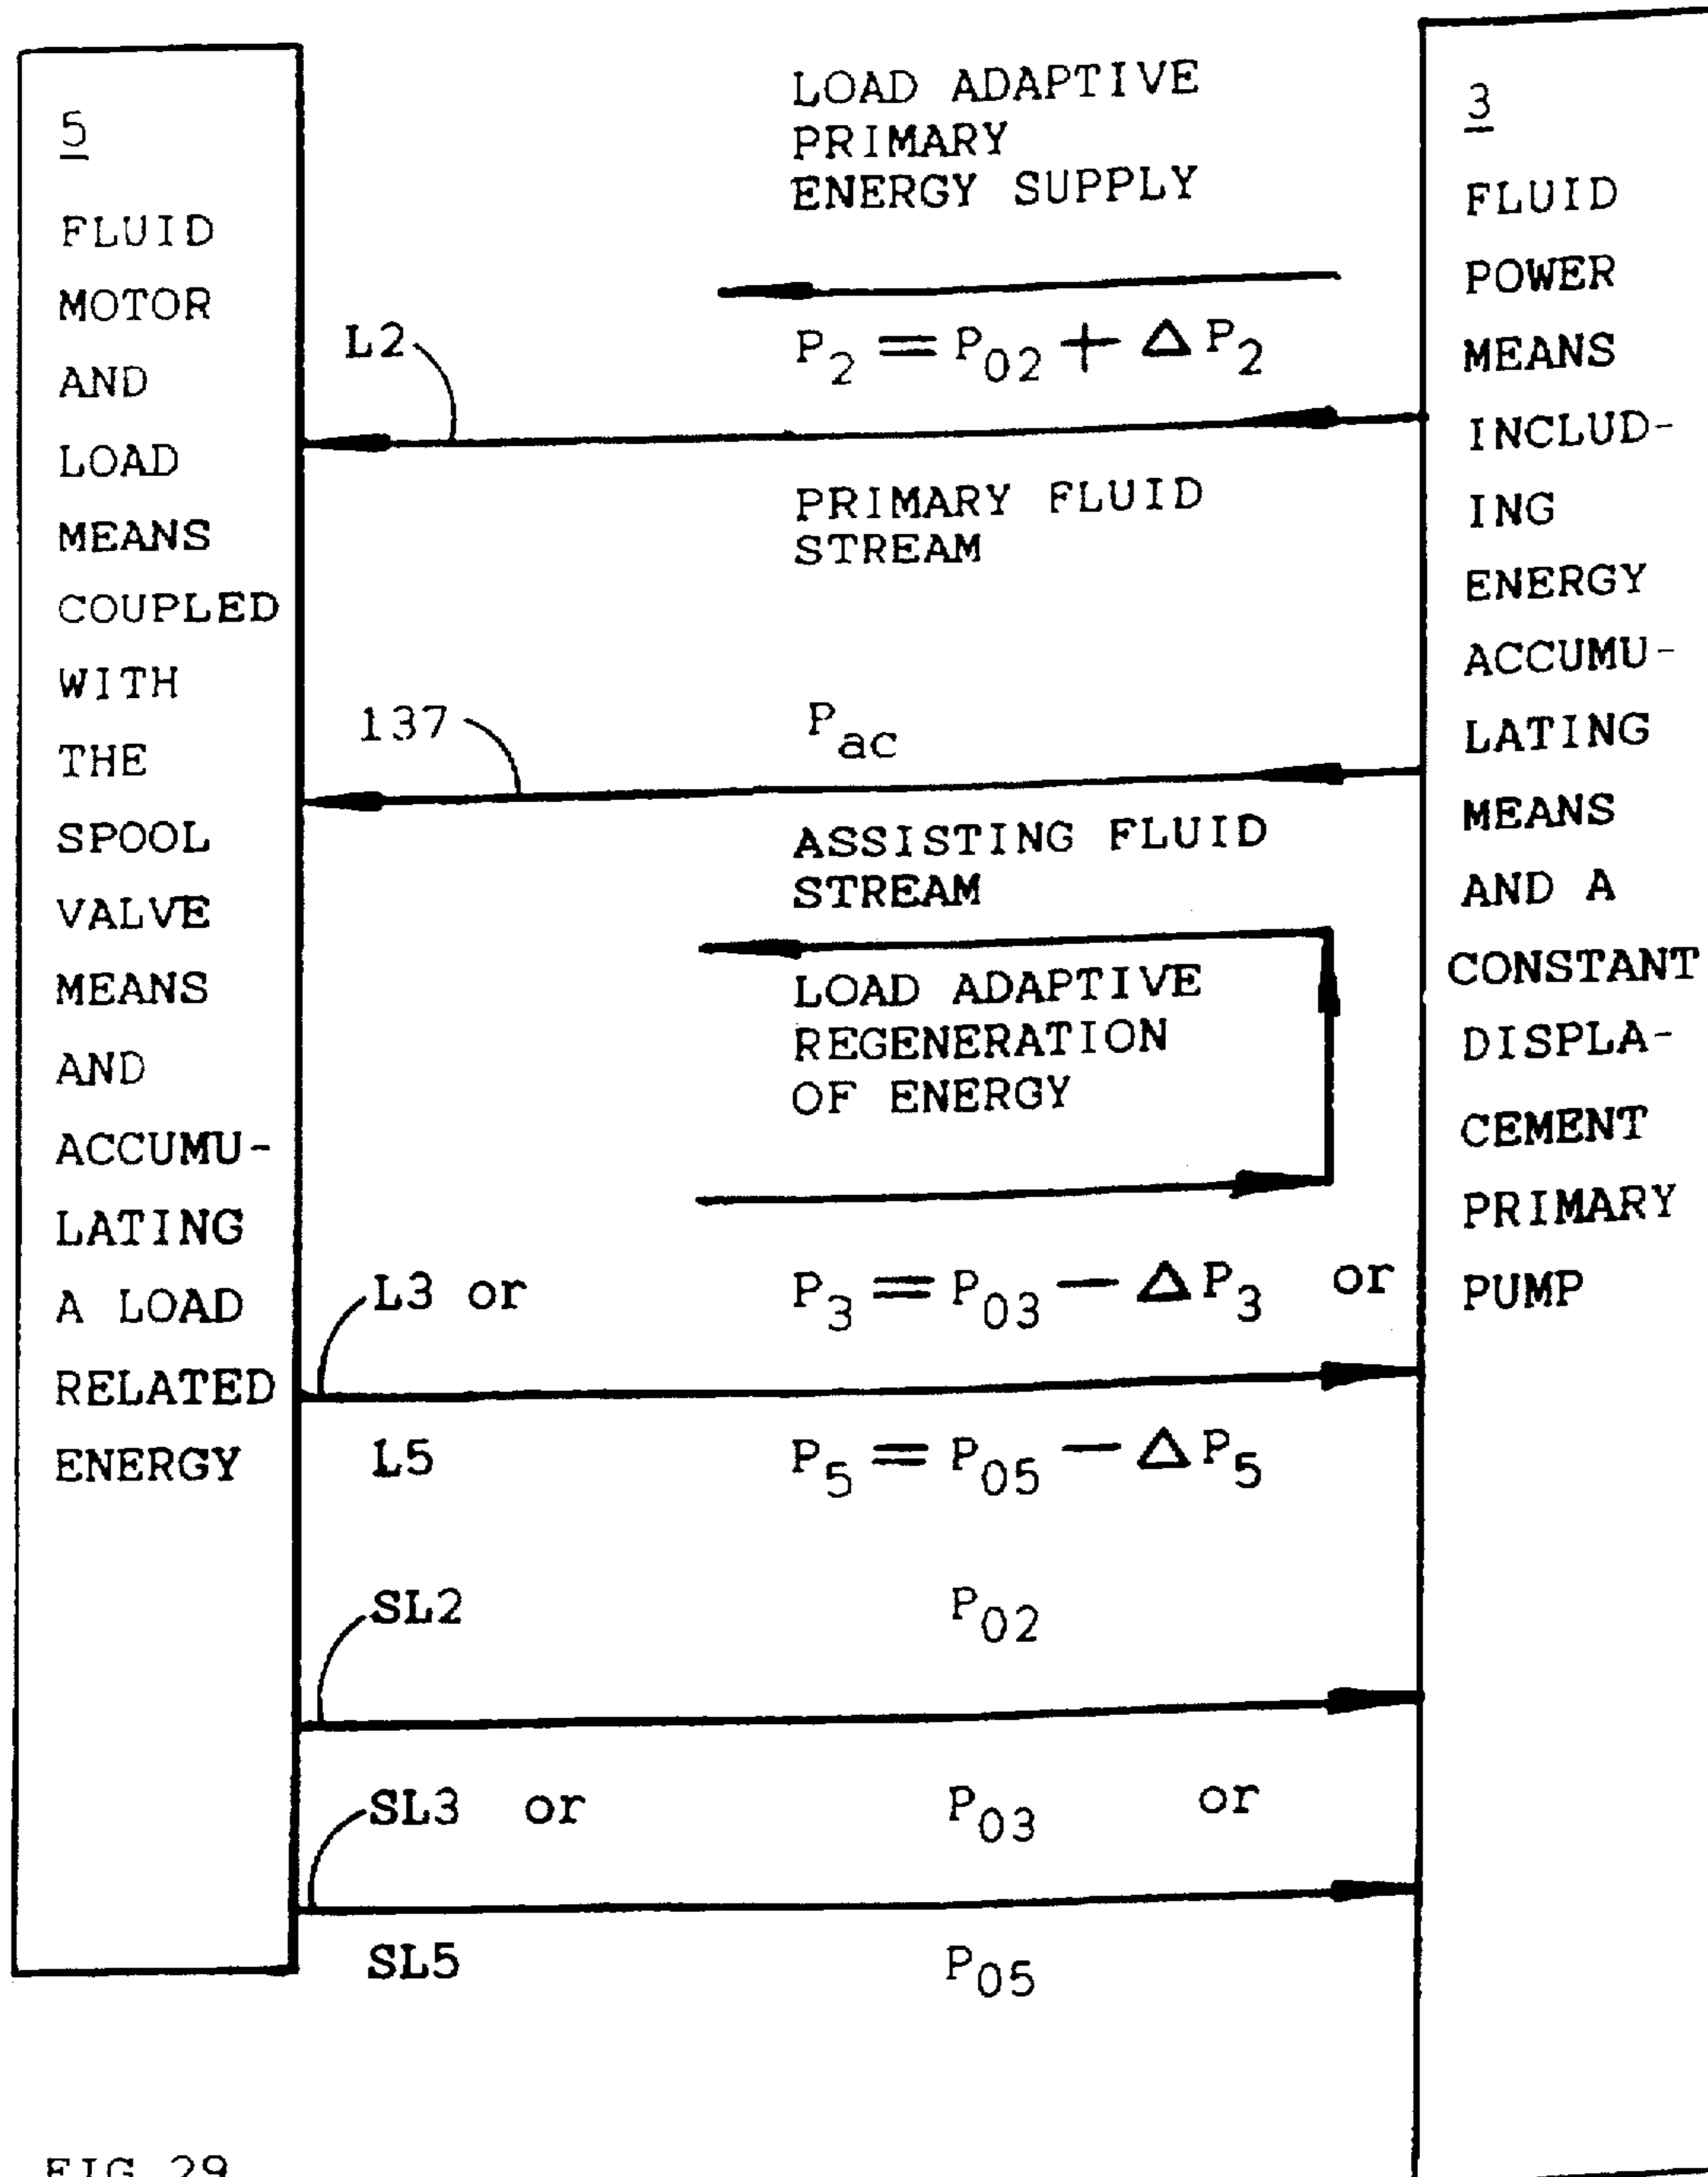 5
FLUID
MOTOR
AND
LOAD
MEANS
COUPLED
WITH
THE
SPOOL
VALVE
MEANS
AND
ACCUMU-
LATING
A LOAD
RELATED
ENERGY
LOAD ADAPTIVE
PRIMARY
ENERGY SUPPLY
L2
P2 = P02 + ΔP2
PRIMARY FLUID
STREAM
137
Pac
ASSISTING FLUID
STREAM
LOAD ADAPTIVE
REGENERATION
OF ENERGY
L3 or P3 = P03 − ΔP3 or
L5 P5 = P05 − ΔP5
SL2 P02
SL3 or P03 or
SL5 P05
3
FLUID
POWER
MEANS
INCLUD-
ING
ENERGY
ACCUMU-
LATING
MEANS
AND A
CONSTANT
DISPLA-
CEMENT
PRIMARY
PUMP
FIG 29